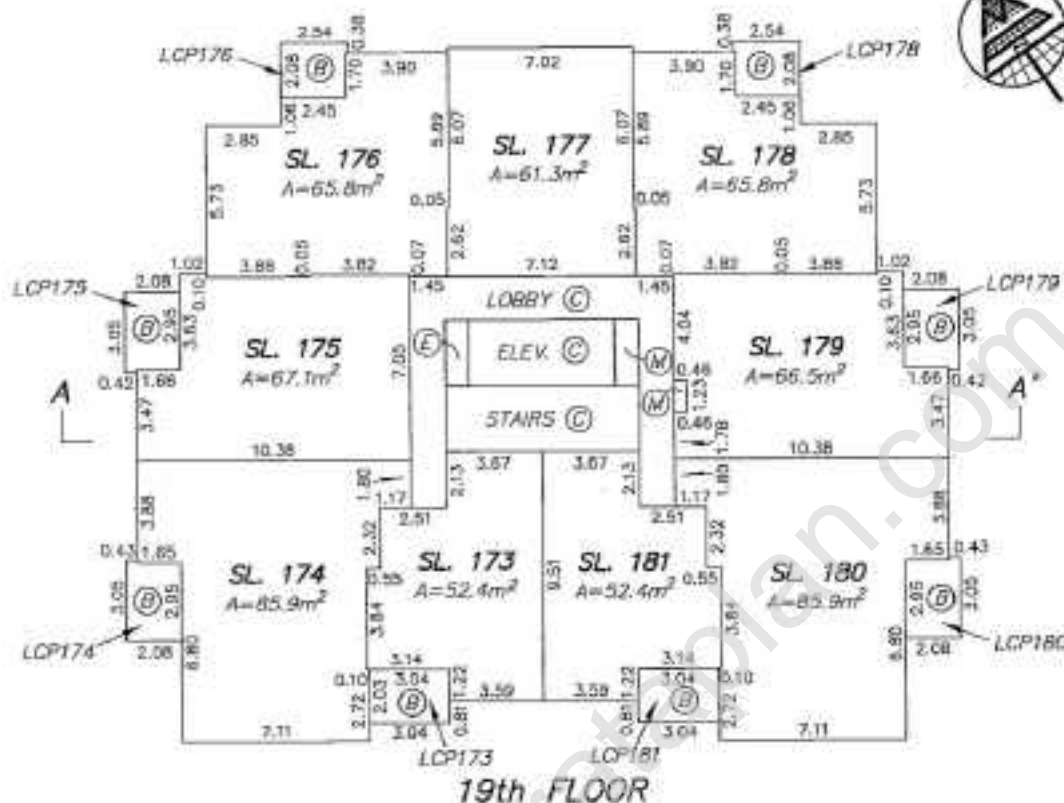 2.54 0.38 0.38 2.54
LCP176 2.08 B 1.70 3.90 7.02 3.90 1.70 B 2.08 LCP178
1.06 2.45 2.45 1.06
2.85 5.89 6.07 6.07 5.89 2.85
SL. 176 SL. 177 SL. 178
A=65.8m² A=61.3m² A=65.8m²
5.73 0.05 0.05 5.73
2.62 2.62
1.02 3.88 0.05 3.82 0.07 7.12 0.07 3.82 0.05 3.88 1.02
LCP175 2.08 0.10 1.45 1.45 0.10 2.08 LCP179
LOBBY C
3.05 B 2.95 3.63 4.04 3.63 2.95 B 3.05
E ELEV. C M
SL. 175 SL. 179
A=67.1m² 7.05 0.46 A=66.5m²
0.42 1.66 M 1.23 1.66 0.42
A 3.47 STAIRS C 0.46 3.47 A'
1.78
10.38 3.67 3.67 10.38
3.88 1.80 2.13 2.13 1.80 3.88
1.17 1.17
2.51 2.51
0.43 1.65 2.32 2.32 1.65 0.43
SL. 174 SL. 173 SL. 181 SL. 180
A=85.9m² 0.55 A=52.4m² 9.51 A=52.4m² 0.55 A=85.9m²
3.05 B 2.95 2.95 B 3.05
3.84 3.84
LCP174 2.08 6.80 6.80 2.08 LCP180
3.14 3.14
0.10 3.04 1.22 1.22 3.04 0.10
2.72 2.03 B 3.59 3.59 B 2.72
0.81 0.81
7.11 3.04 3.04 7.11
LCP173 LCP181
19th FLOOR